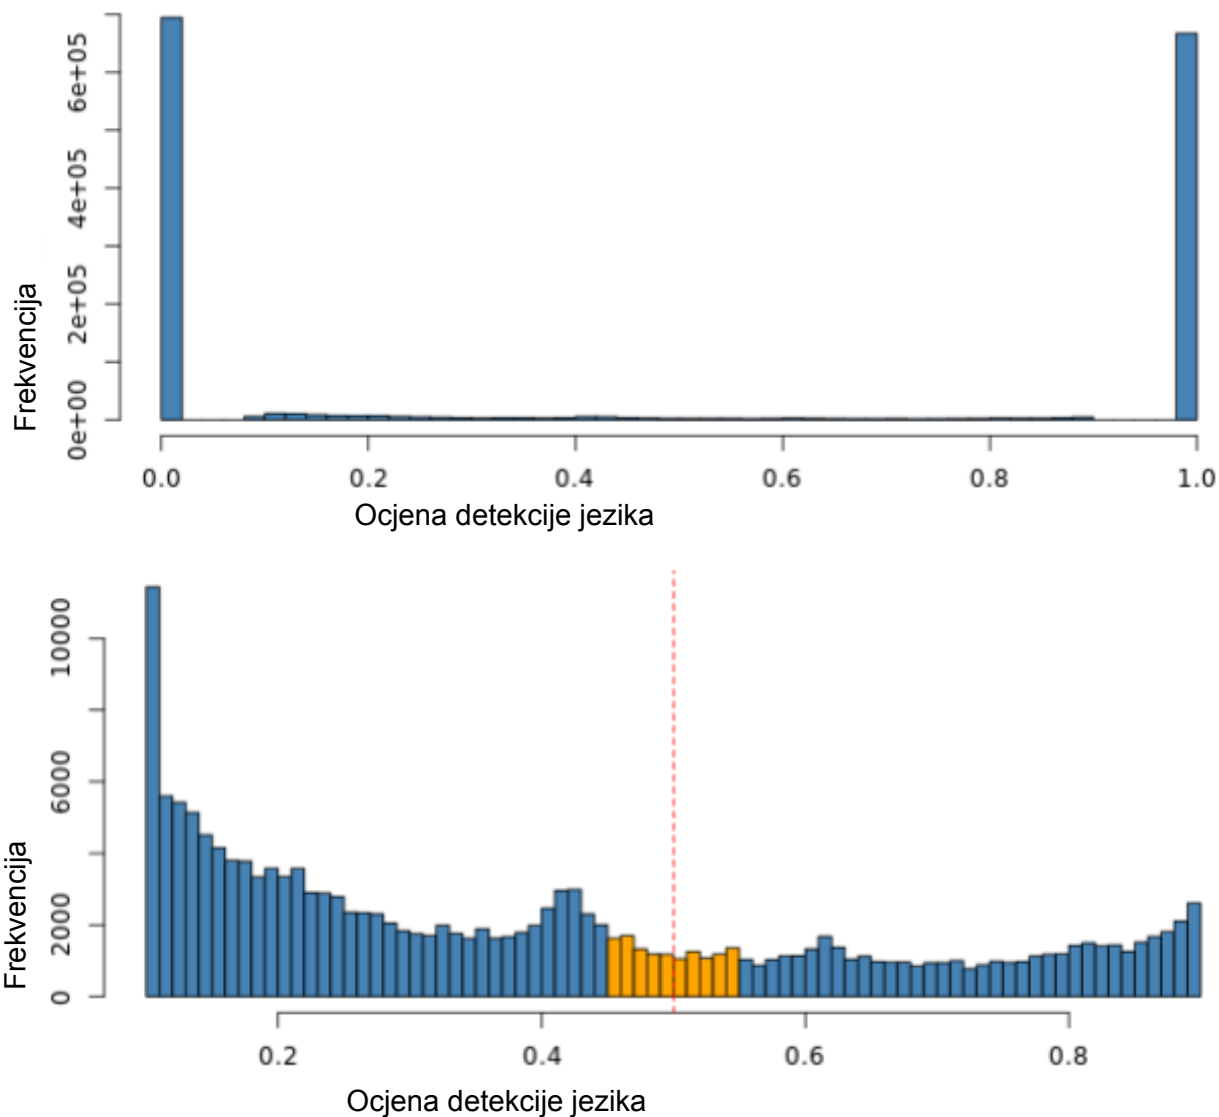 6e+05
4e+05
2e+05
0e+00
Frekvencija
0.0 0.2 0.4 0.6 0.8 1.0
Ocjena detekcije jezika
10000
6000
2000
0
Frekvencija
0.2 0.4 0.6 0.8
Ocjena detekcije jezika